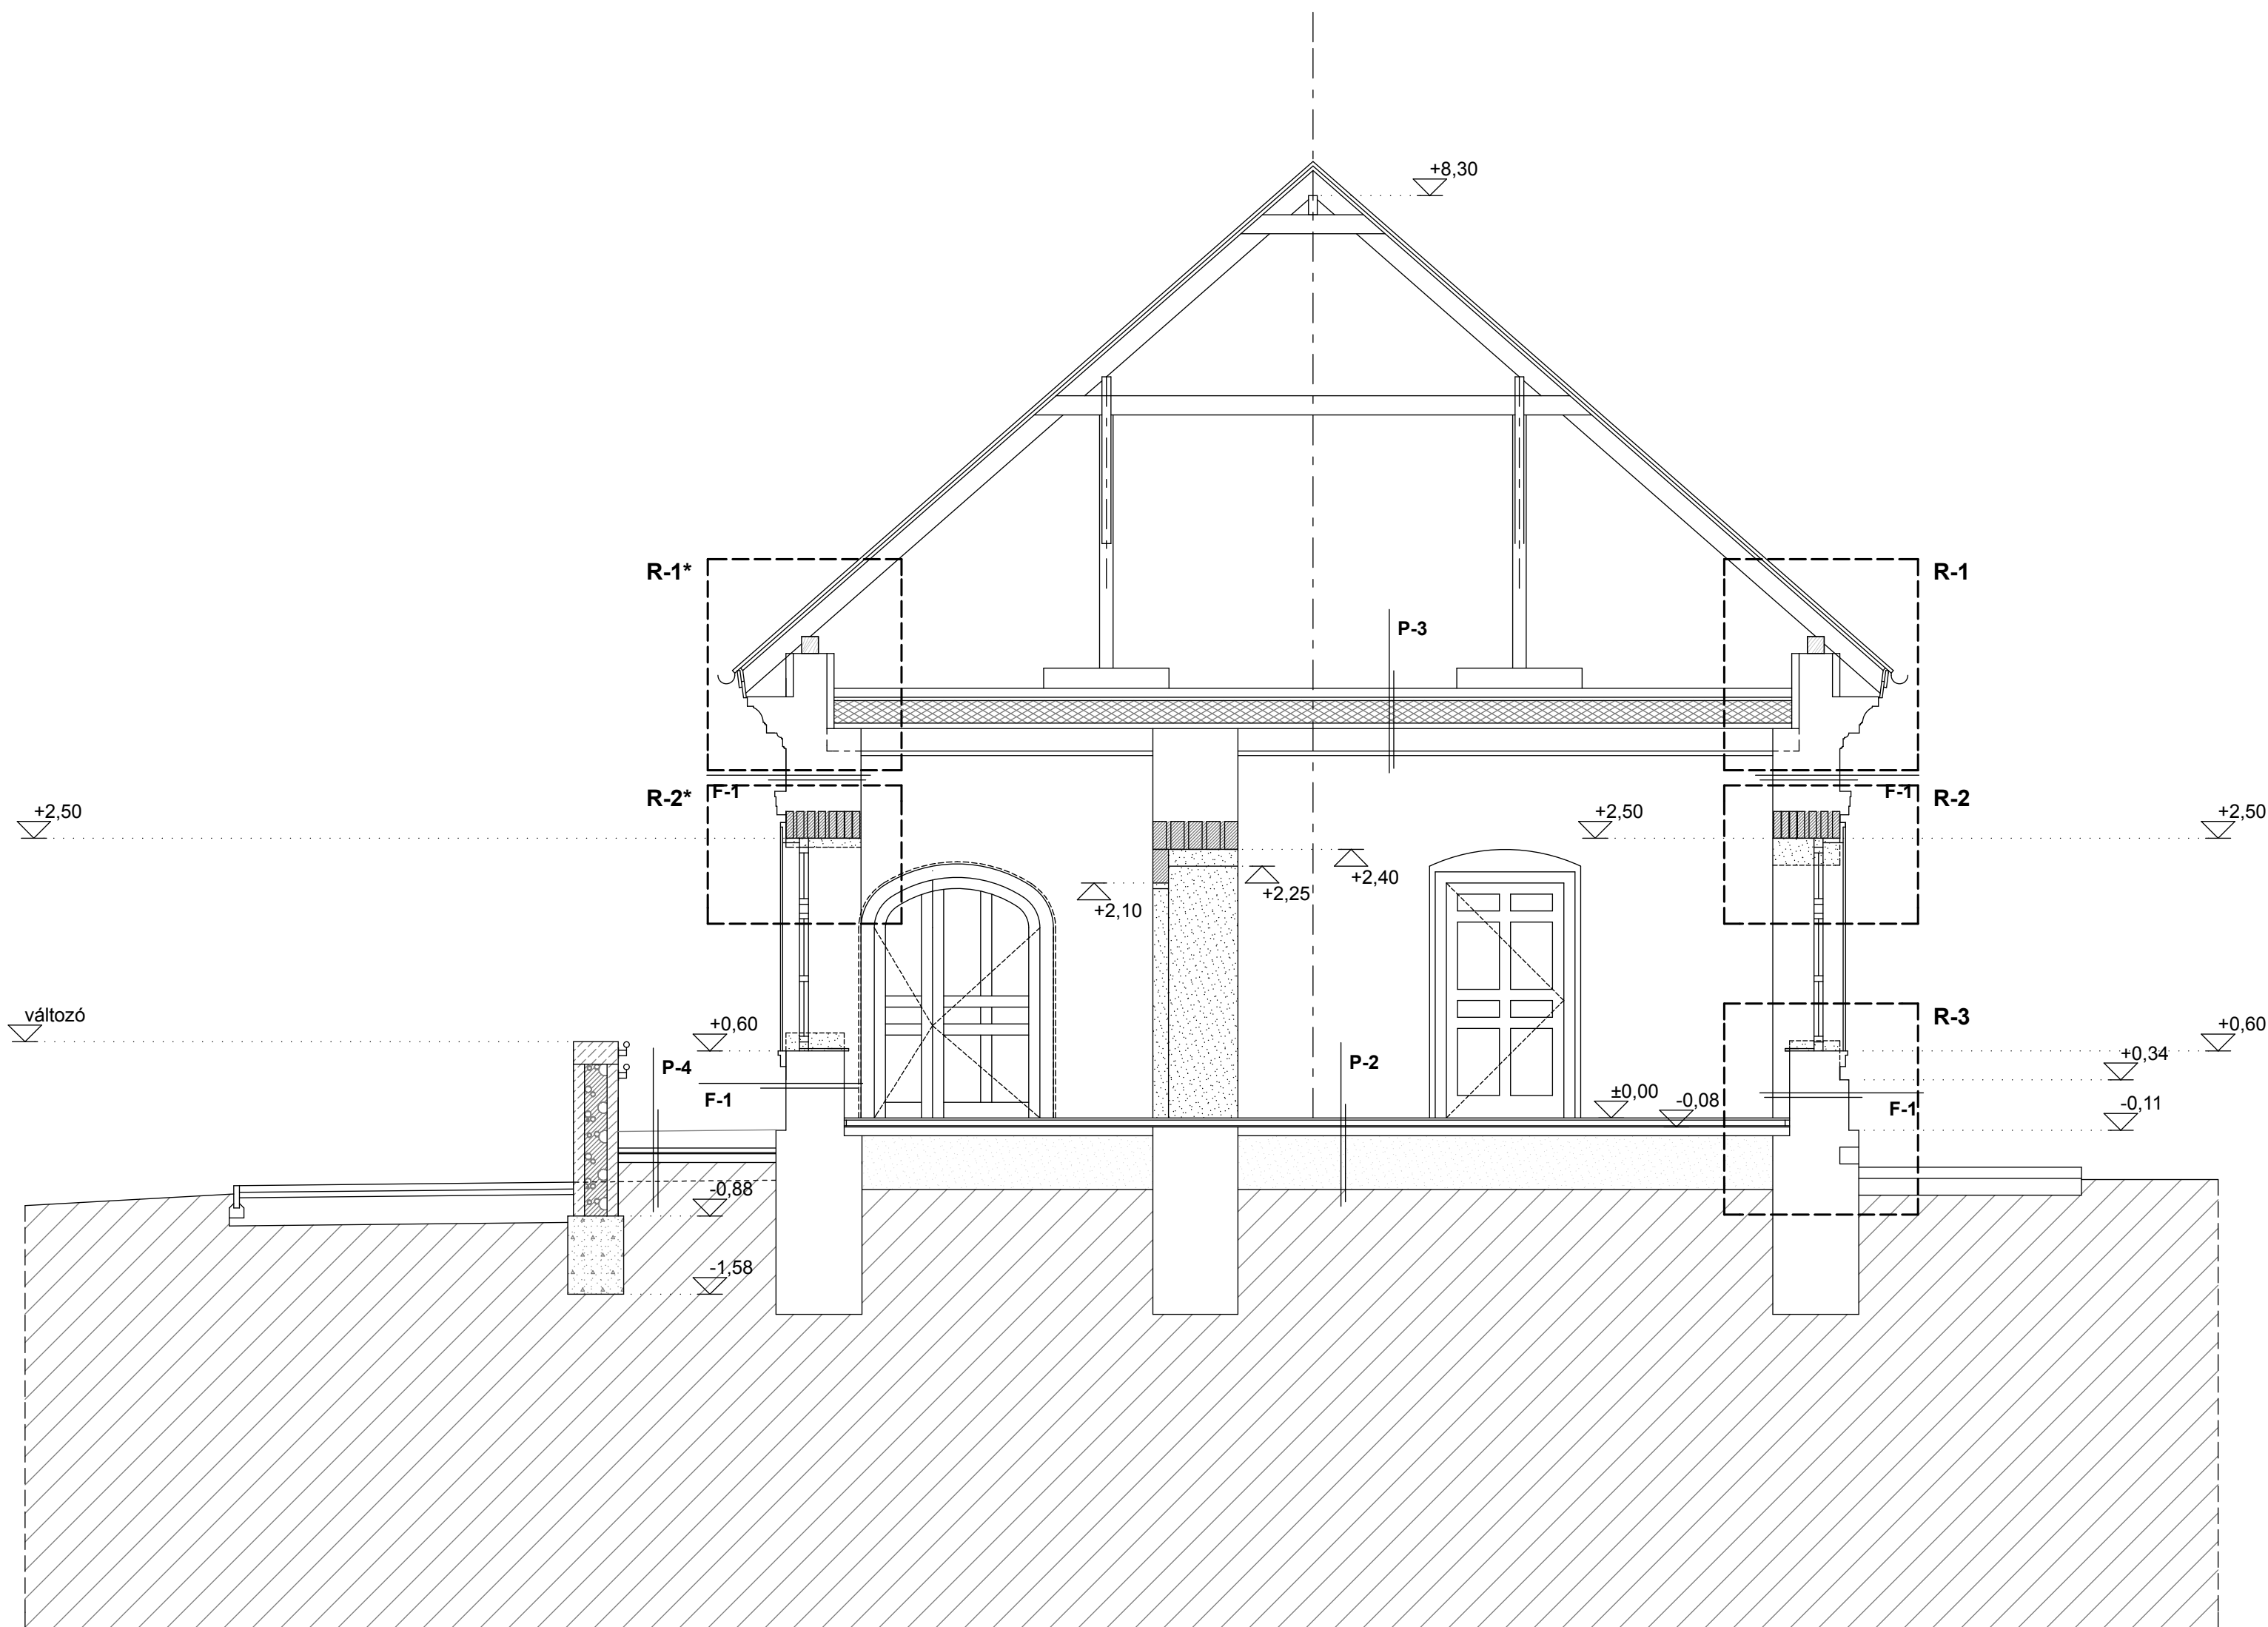 +8,30
R-1*
R-1
P-3
F-1
F-1
R-2*
R-2
+2,50
+2,50
+2,50
+2,40
+2,25
+2,10
változó
+0,60
R-3
+0,60
P-4
P-2
+0,34
F-1
±0,00
-0,08
F-1
-0,11
-0,88
-1,58